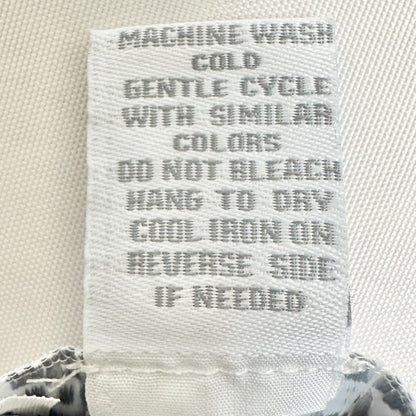 MACHINE WASH
COLD
GENTLE CYCLE
WITH SIMILAR
COLORS
DO NOT BLEACH
HANG TO DRY
COOL IRON ON
REVERSE SIDE
IF NEEDED